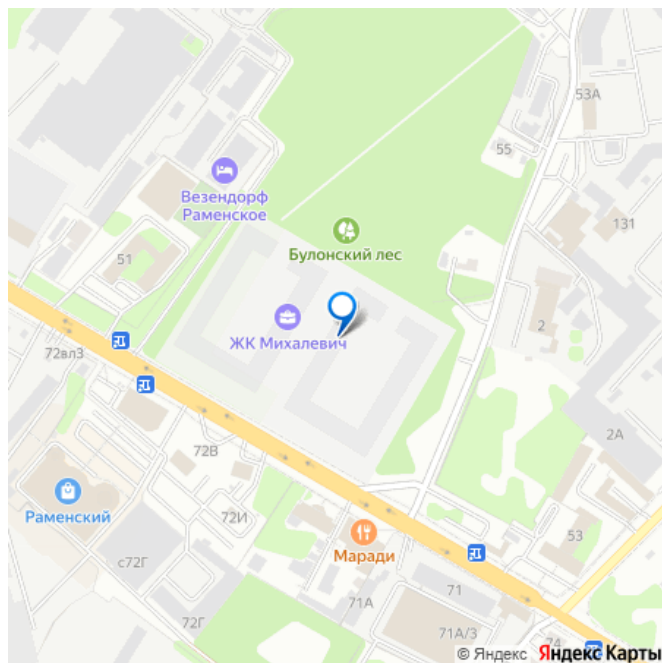 53А
55
Везендорф
Раменское
131
Булонский лес
51
ЖК Михалевич
2
72вл3
2А
72В
Раменский
72И
53
Маради
с72Г
71
71А
72Г
71А/3
74
© Яндекс Яндекс Карты